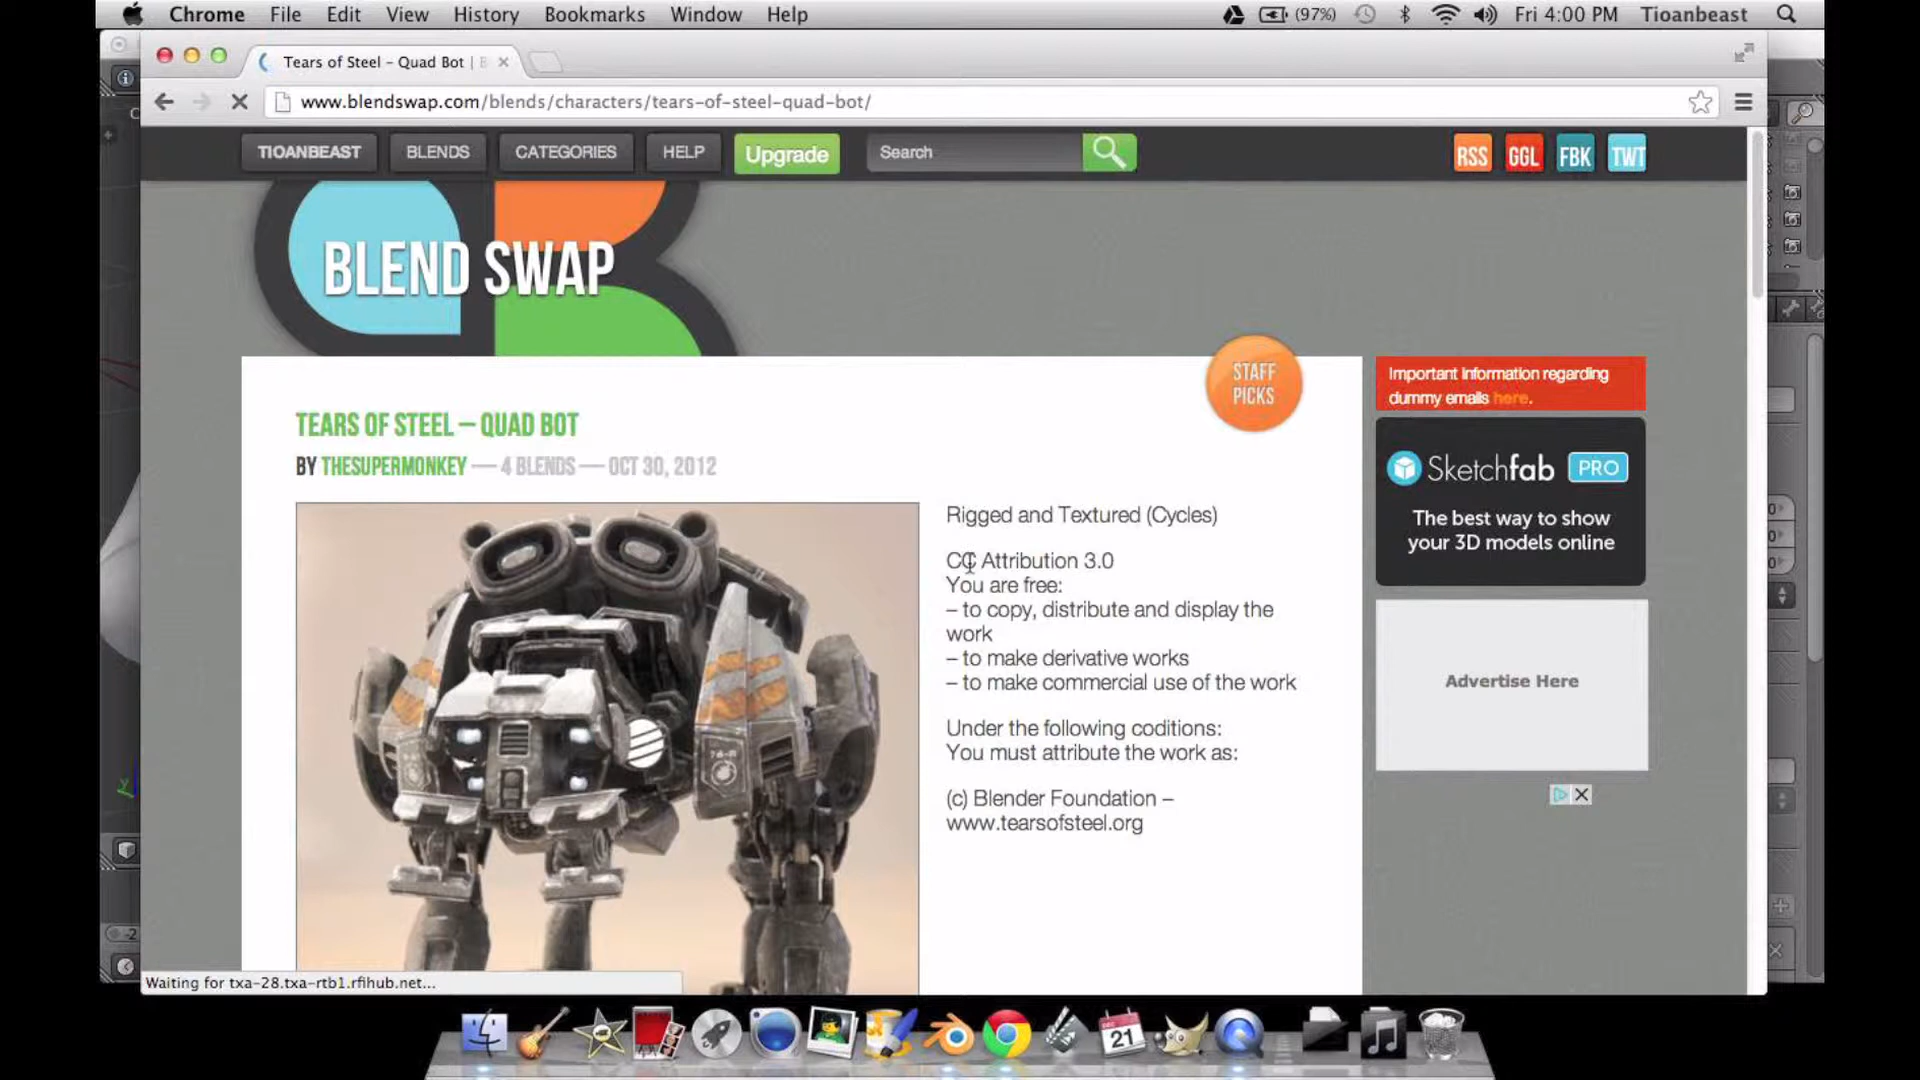 Chrome File Edit View History Bookmarks Window Help (97%) Fri 4:00 PM Tioanbeast
Tears of Steel – Quad Bot |
www.blendswap.com/blends/characters/tears-of-steel-quad-bot/
TIOANBEAST BLENDS CATEGORIES HELP Upgrade Search RSS GGL FBK TWT
BLEND SWAP
STAFF
PICKS
Important information regarding
dummy emails here.
TEARS OF STEEL – QUAD BOT
BY THESUPERMONKEY — 4 BLENDS — OCT 30, 2012
Sketchfab PRO
The best way to show
your 3D models online
Rigged and Textured (Cycles)
CC Attribution 3.0
You are free:
– to copy, distribute and display the
work
– to make derivative works
– to make commercial use of the work
Under the following coditions:
You must attribute the work as:
(c) Blender Foundation –
www.tearsofsteel.org
Advertise Here
Waiting for txa-28.txa-rtb1.rfihub.net...
DEC
21